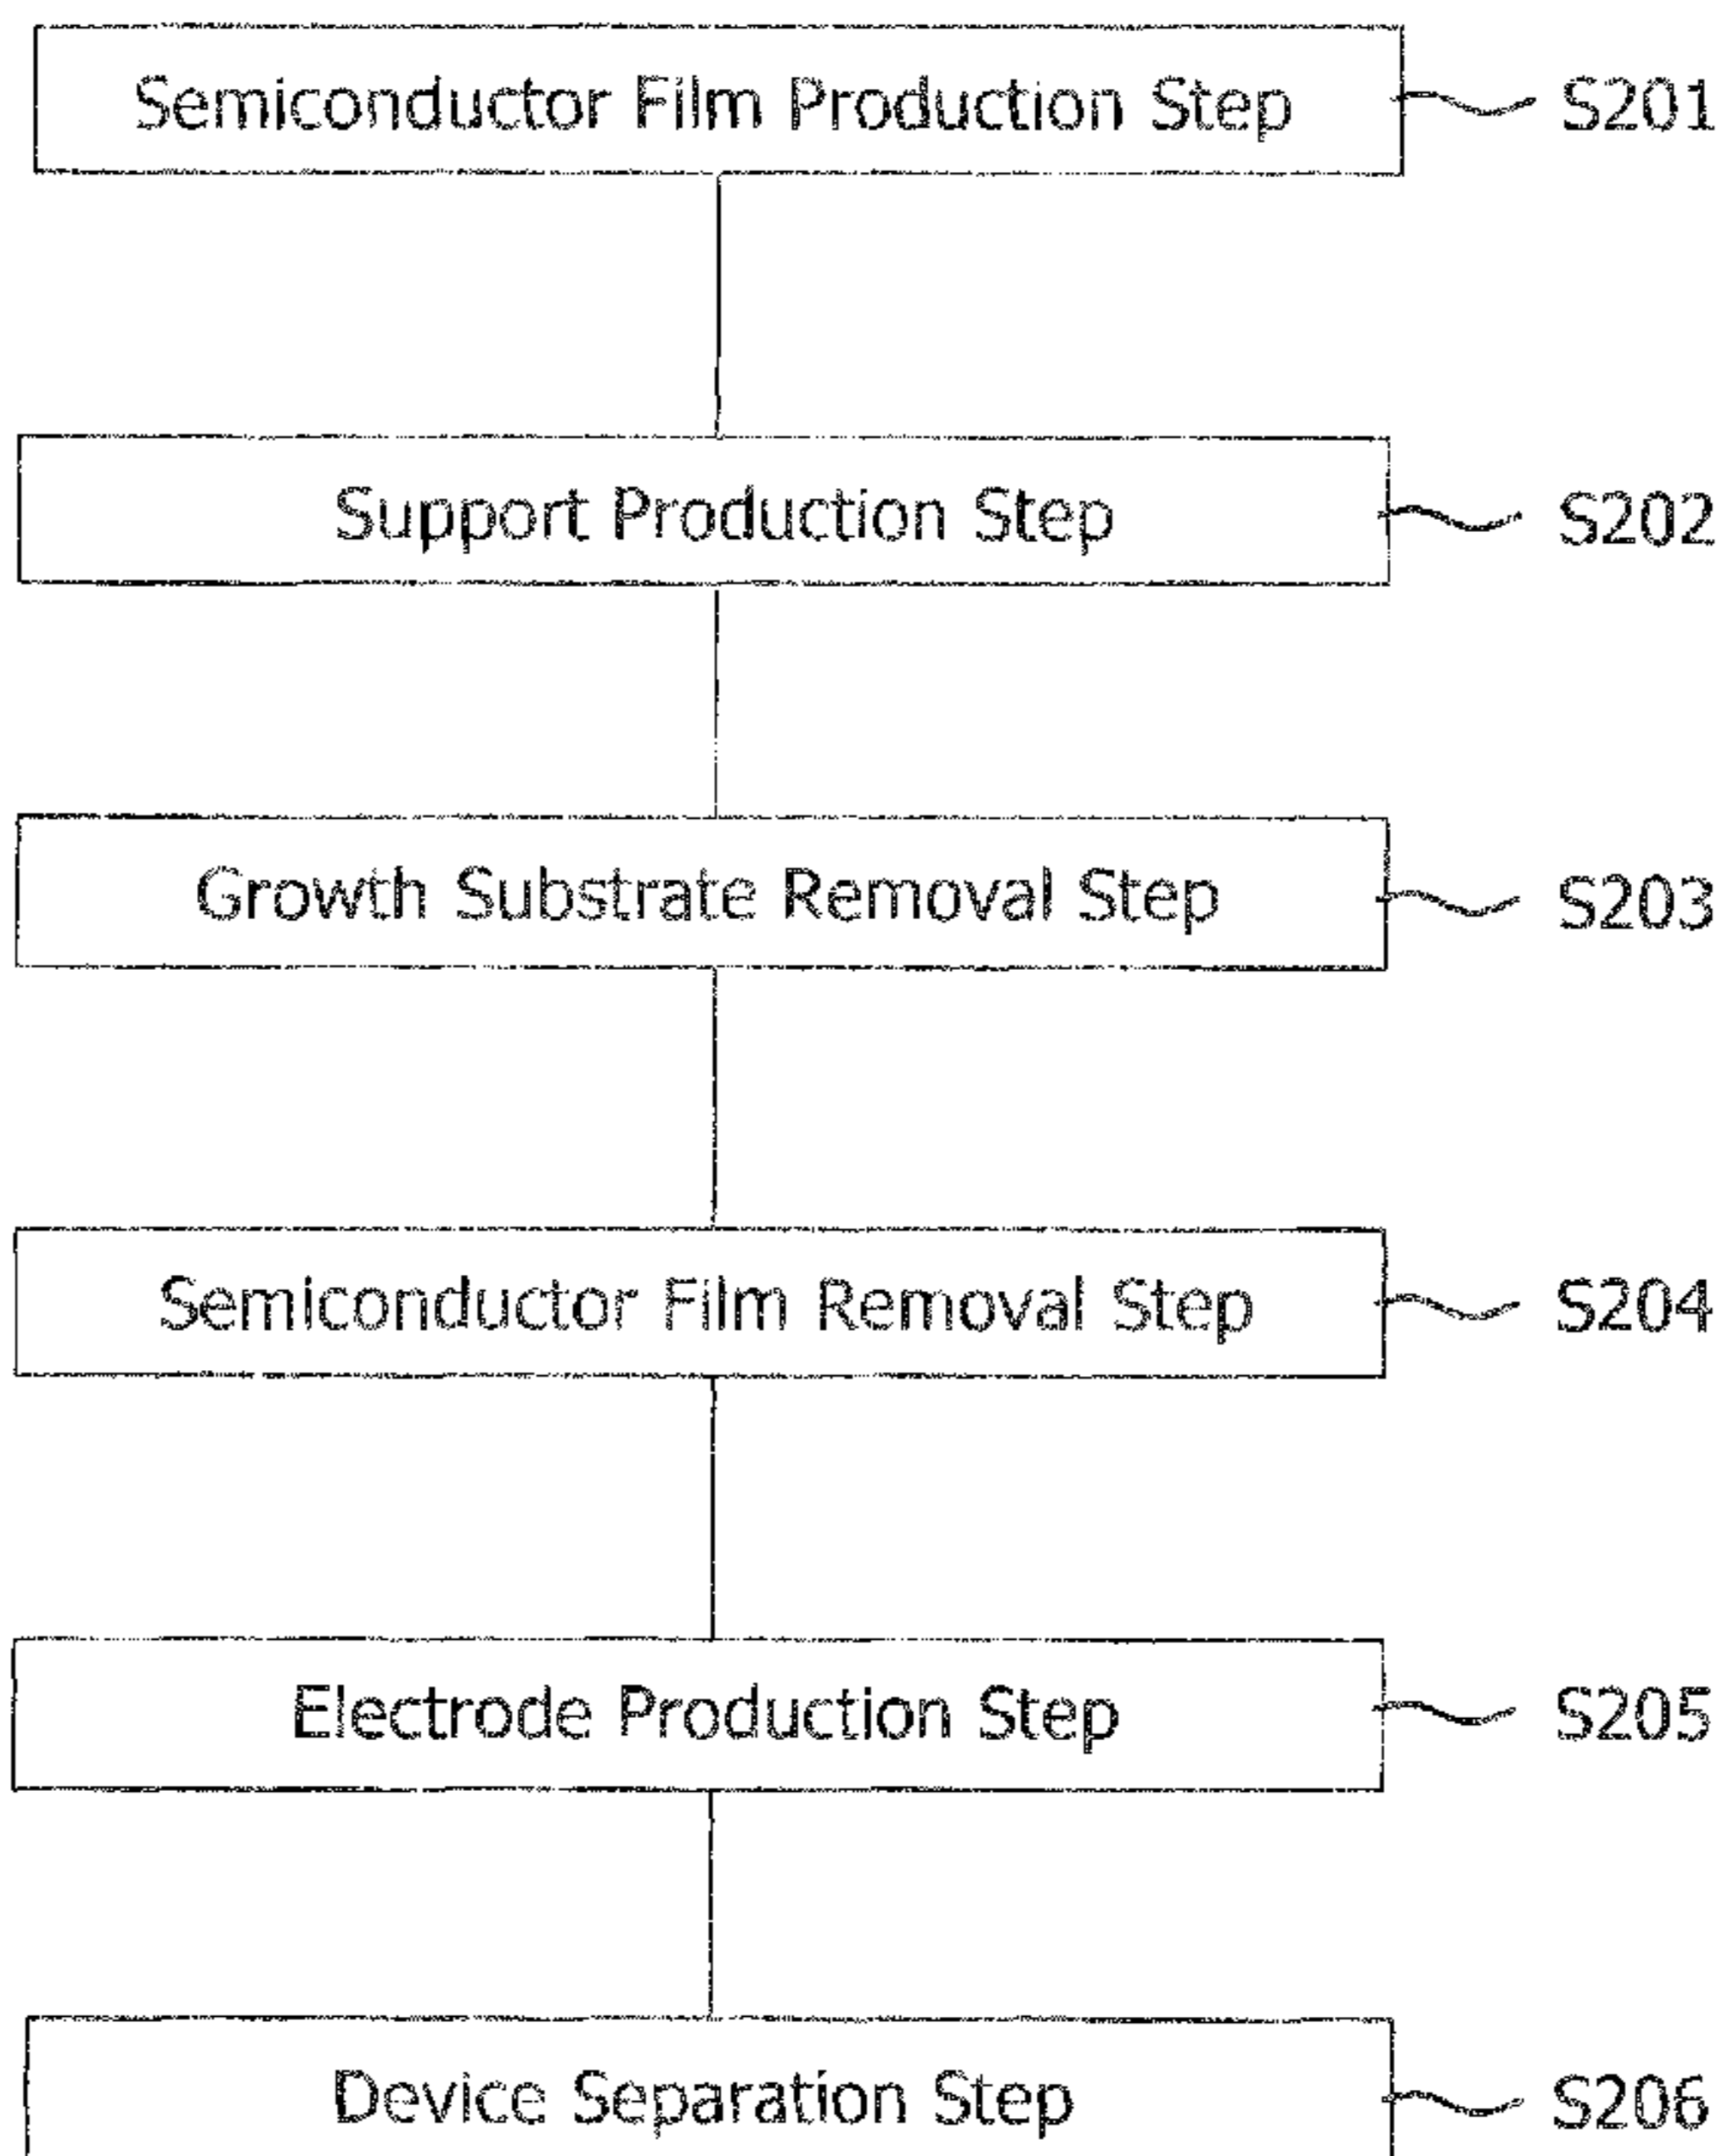 Semiconductor Film Production Step S201
Support Production Step S202
Growth Substrate Removal Step S203
Semiconductor Film Removal Step S204
Electrode Production Step S205
Device Separation Step S206